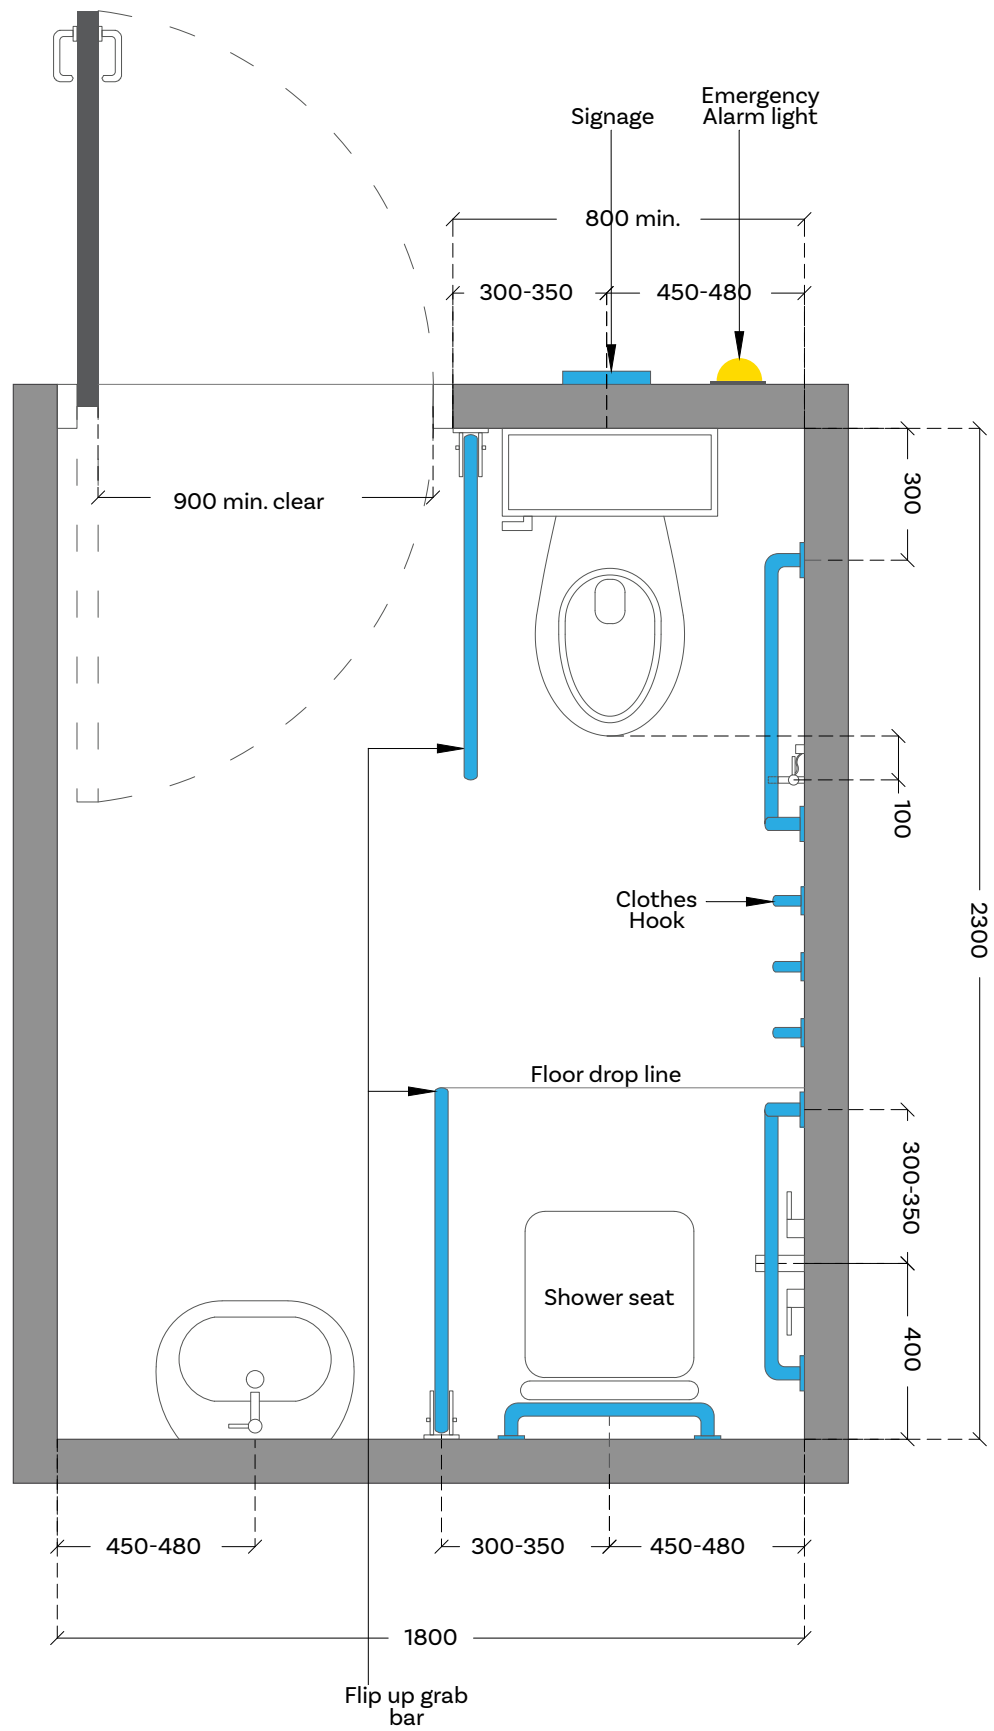 Emergency
Alarm light
Signage
800 min.
300-350
450-480
900 min. clear
300
100
Clothes
Hook
2300
Floor drop line
300-350
Shower seat
400
450-480
300-350
450-480
1800
Flip up grab
bar